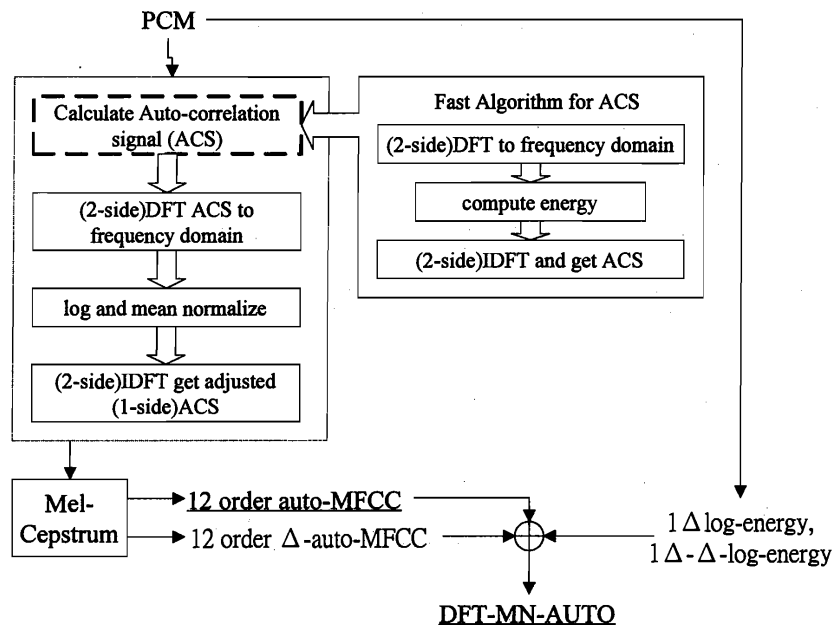 PCM
Calculate Auto-correlation
signal (ACS)
(2-side)DFT ACS to
frequency domain
log and mean normalize
(2-side)IDFT get adjusted
(1-side)ACS
Fast Algorithm for ACS
(2-side)DFT to frequency domain
compute energy
(2-side)IDFT and get ACS
Mel-
Cepstrum
12 order auto-MFCC
12 order Δ-auto-MFCC
1Δlog-energy,
1Δ-Δ-log-energy
DFT-MN-AUTO